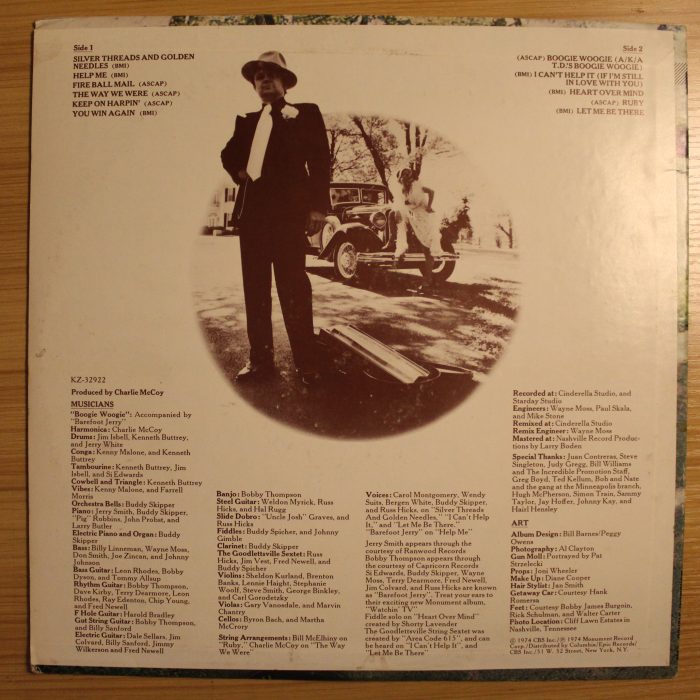 Side 1
SILVER THREADS AND GOLDEN
NEEDLES (BMI)
HELP ME (BMI)
FIRE BALL MAIL (ASCAP)
THE WAY WE WERE (ASCAP)
KEEP ON HARPIN' (ASCAP)
YOU WIN AGAIN (BMI)
Side 2
(ASCAP) BOOGIE WOOGIE (A/K/A
T.D.'S BOOGIE WOOGIE)
(BMI) I CAN'T HELP IT (IF I'M STILL
IN LOVE WITH YOU)
(BMI) HEART OVER MIND
(ASCAP) RUBY
(BMI) LET ME BE THERE
KZ-32922
Produced by Charlie McCoy
MUSICIANS
"Boogie Woogie": Accompanied by
"Barefoot Jerry"
Harmonica: Charlie McCoy
Drums: Jim Isbell, Kenneth Buttrey,
and Jerry White
Conga: Kenny Malone, and Kenneth
Buttrey
Tambourine: Kenneth Buttrey, Jim
Isbell, and Si Edwards
Cowbell and Triangle: Kenneth Buttrey
Vibes: Kenny Malone, and Farrell
Morris
Orchestra Bells: Buddy Skipper
Piano: Jerry Smith, Buddy Skipper,
"Pig" Robbins, John Probst, and
Larry Butler
Electric Piano and Organ: Buddy
Skipper
Bass: Billy Linneman, Wayne Moss,
Don Smith, Joe Zincan, and Johnny
Johnson
Bass Guitar: Leon Rhodes, Bobby
Dyson, and Tommy Allsup
Rhythm Guitar: Bobby Thompson,
Dave Kirby, Terry Dearmore, Leon
Rhodes, Ray Edenton, Chip Young,
and Fred Newell
F Hole Guitar: Harold Bradley
Gut String Guitar: Bobby Thompson,
and Billy Sanford
Electric Guitar: Dale Sellars, Jim
Colvard, Billy Sanford, Jimmy
Wilkerson and Fred Newell
Banjo: Bobby Thompson
Steel Guitar: Weldon Myrick, Russ
Hicks, and Hal Rugg
Slide Dobro: "Uncle Josh" Graves, and
Russ Hicks
Fiddles: Buddy Spicher, and Johnny
Gimble
Clarinet: Buddy Skipper
The Goodlettsville Sextet: Russ
Hicks, Jim Vest, Fred Newell, and
Buddy Spicher
Violins: Sheldon Kurland, Brenton
Banks, Lennie Haight, Stephanie
Woolf, Steve Smith, George Binkley,
and Carl Gorodetzky
Violas: Gary Vanosdale, and Marvin
Chantry
Cellos: Byron Bach, and Martha
McCrory
String Arrangements: Bill McElhiny on
"Ruby," Charlie McCoy on "The Way
We Were"
Voices: Carol Montgomery, Wendy
Suits, Bergen White, Buddy Skipper,
and Russ Hicks, on "Silver Threads
And Golden Needles," "I Can't Help
It," and "Let Me Be There."
"Barefoot Jerry" on "Help Me"
Jerry Smith appears through the
courtesy of Ranwood Records
Bobby Thompson appears through
the courtesy of Capricorn Records
Si Edwards, Buddy Skipper, Wayne
Moss, Terry Dearmore, Fred Newell,
Jim Colvard, and Russ Hicks are known
as "Barefoot Jerry". Treat your ears to
their exciting new Monument album,
"Watchin' TV"
Fiddle solo on "Heart Over Mind"
created by Shorty Lavender
The Goodlettsville String Sextet was
created by "Area Code 615", and can
be heard on "I Can't Help It", and
"Let Me Be There"
Recorded at: Cinderella Studio, and
Starday Studio
Engineers: Wayne Moss, Paul Skala,
and Mike Stone
Remixed at: Cinderella Studio
Remix Engineer: Wayne Moss
Mastered at: Nashville Record Produc-
tions by Larry Boden
Special Thanks: Juan Contreras, Steve
Singleton, Judy Gregg, Bill Williams
and The Incredible Promotion Staff,
Greg Boyd, Ted Kellum, Bob and Nate
and the gang at the Minneapolis branch,
Hugh McPherson, Simon Train, Sammy
Taylor, Jay Hoffer, Johnny Kay, and
Hairl Hensley
ART
Album Design: Bill Barnes/Peggy
Owens
Photography: Al Clayton
Gun Moll: Portrayed by Pat
Strzelecki
Props: Joni Wheeler
Make Up: Diane Cooper
Hair Stylist: Jan Smith
Getaway Car: Courtesy Hank
Romersa
Feet: Courtesy Bobby James Burgoin,
Rick Schulman, and Walter Carter
Photo Location: Cliff Lawn Estates in
Nashville, Tennessee
© 1974 CBS Inc./Ⓟ 1974 Monument Record
Corp./Distributed by Columbia/Epic Records/
CBS Inc./51 W. 52 Street, New York, N.Y.